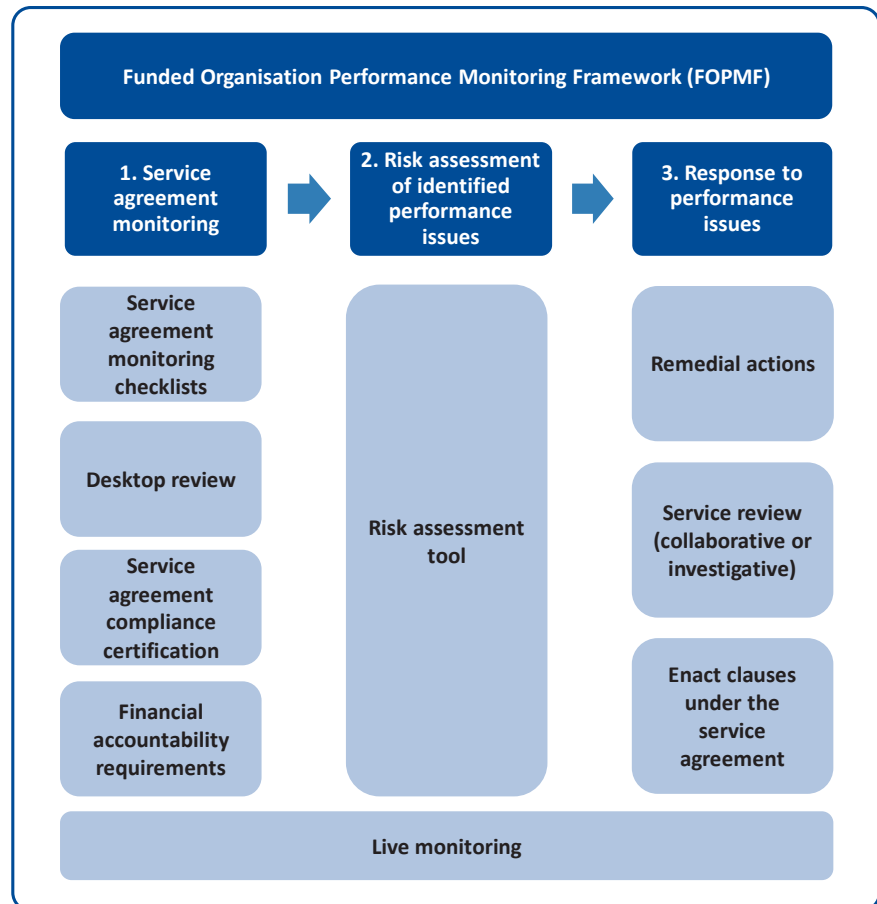 Funded Organisation Performance Monitoring Framework (FOPMF)
1. Service
agreement
monitoring
2. Risk assessment
of identified
performance
issues
3. Response to
performance
issues
Service
agreement
monitoring
checklists
Desktop review
Service
agreement
compliance
certification
Financial
accountability
requirements
Risk assessment
tool
Remedial actions
Service review
(collaborative or
investigative)
Enact clauses
under the
service
agreement
Live monitoring